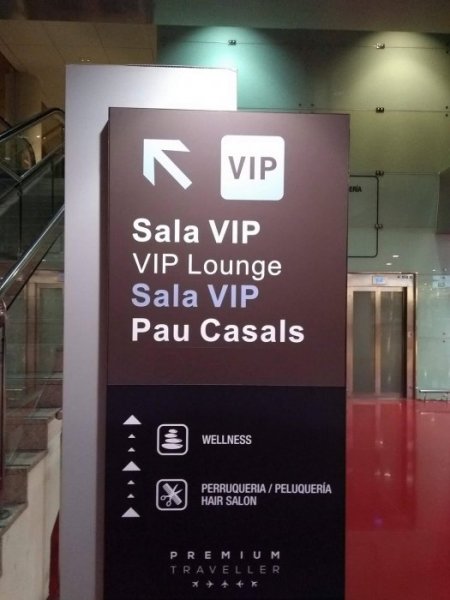 VIP
Sala VIP
VIP Lounge
Sala VIP
Pau Casals
WELLNESS
PERRUQUERIA / PELUQUERÍA
HAIR SALON
PREMIUM
TRAVELLER